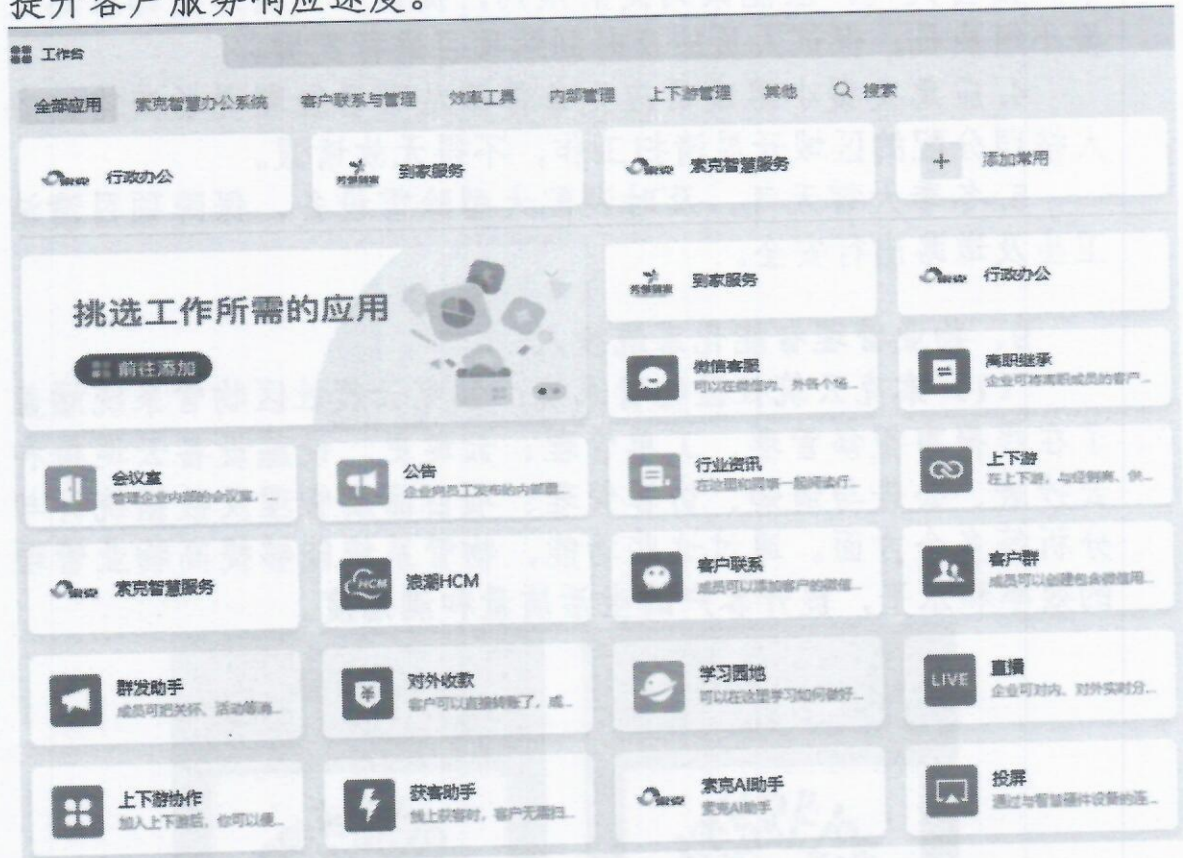 提升客户服务响应速度。
工作台
全部应用 索克智慧办公系统 客户联系与管理 效率工具 内部管理 上下游管理 其他 搜索
行政办公 到家服务 索克智慧服务 + 添加常用
挑选工作所需的应用
前往添加
到家服务 行政办公
微信客服
可以在微信内、外各个场...
离职继承
企业可将离职成员的客户...
会议室
管理企业内部的会议室,...
公告
企业向员工发布的内部重...
行业资讯
在这里和同事一起阅读行...
上下游
在上下游,与经销商、供...
索克智慧服务
HCM 浪潮HCM
客户联系
成员可以添加客户的微信...
客户群
成员可以创建包含微信用...
群发助手
成员可把关怀、活动等消...
对外收款
客户可以直接转账了,成...
学习园地
可以在这里学习如何做好...
LIVE 直播
企业可对内、对外实时分...
上下游协作
加入上下游后,你可以便...
获客助手
线上获客时,客户无需扫...
索克AI助手
索克AI助手
投屏
通过与智慧硬件设备的连...